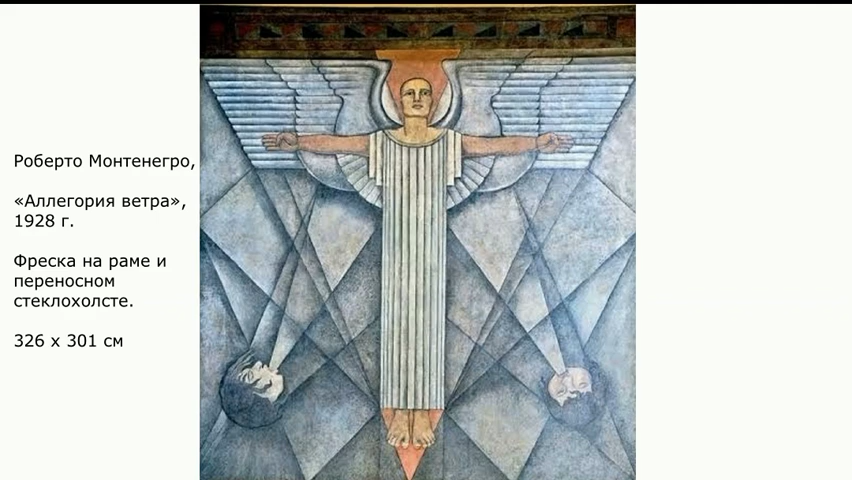 Роберто Монтенегро,
«Аллегория ветра»,
1928 г.
Фреска на раме и
переносном
стеклохолсте.
326 x 301 см